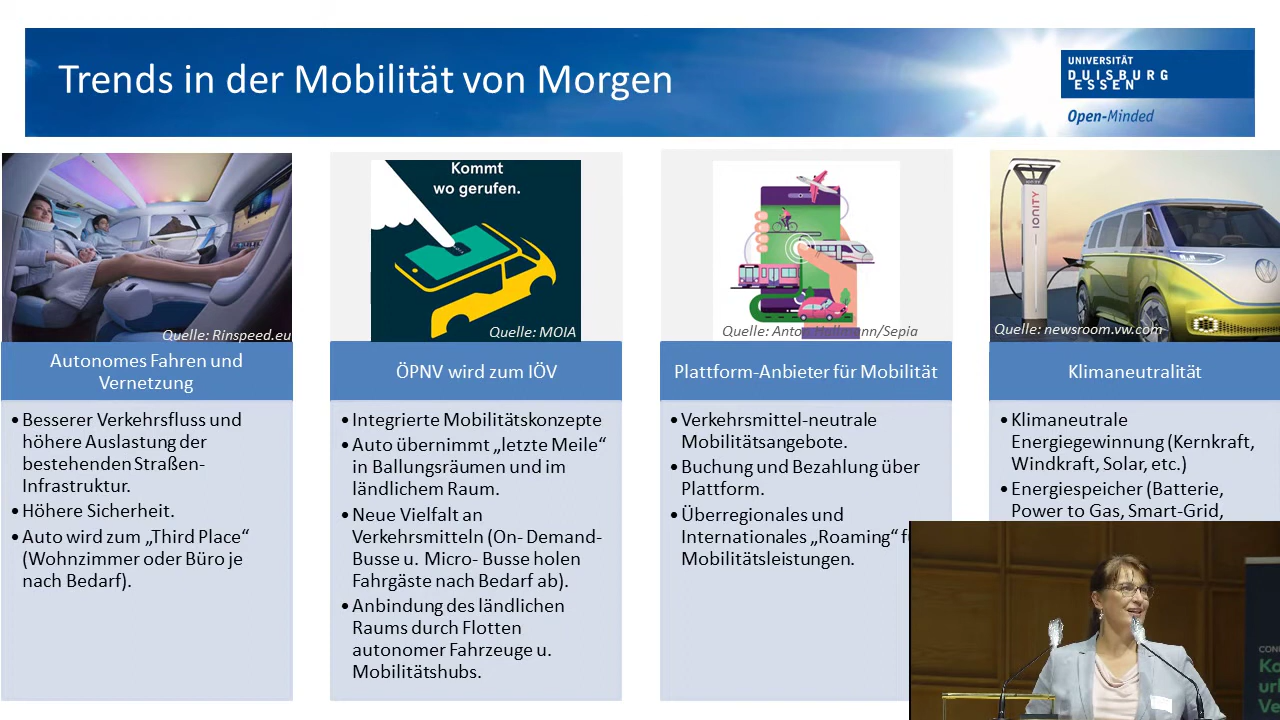 Trends in der Mobilität von Morgen
UNIVERSITÄT
DUISBURG
ESSEN
Open-Minded
Quelle: Rinspeed.eu
Autonomes Fahren und
Vernetzung
•Besserer Verkehrsfluss und
höhere Auslastung der
bestehenden Straßen-
Infrastruktur.
•Höhere Sicherheit.
•Auto wird zum „Third Place“
(Wohnzimmer oder Büro je
nach Bedarf).
Kommt
wo gerufen.
Quelle: MOIA
ÖPNV wird zum IÖV
•Integrierte Mobilitätskonzepte
•Auto übernimmt „letzte Meile“
in Ballungsräumen und im
ländlichem Raum.
•Neue Vielfalt an
Verkehrsmitteln (On- Demand-
Busse u. Micro- Busse holen
Fahrgäste nach Bedarf ab).
•Anbindung des ländlichen
Raums durch Flotten
autonomer Fahrzeuge u.
Mobilitätshubs.
Quelle: /Sepia
Plattform-Anbieter für Mobilität
•Verkehrsmittel-neutrale
Mobilitätsangebote.
•Buchung und Bezahlung über
Plattform.
•Überregionales und
Internationales „Roaming“
Mobilitätsleistungen.
IONITY
Quelle: newsroom.vw.com
Klimaneutralität
•Klimaneutrale
Energiegewinnung (Kernkraft,
Windkraft, Solar, etc.)
•Energiespeicher (Batterie,
Power to Gas, Smart-Grid,